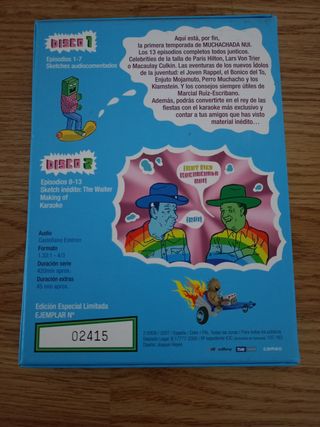 DISCO 1
Episodios 1-7
Sketches audiocomentados
Aquí está, por fin,
la primera temporada de MUCHACHADA NUI.
Los 13 episodios completos todos junticos.
Celebrities de la talla de Paris Hilton, Lars Von Trier
o Macaulay Culkin. Las aventuras de los nuevos ídolos
de la juventud: el Joven Rappel, el Bonico del To,
Enjuto Mojamuto, Perro Muchacho y los
Klamstein. Y los consejos siempre útiles de
Marcial Ruiz-Escribano.
Además, podrás convertirte en el rey de las
fiestas con el karaoke más exclusivo y
contar a tus amigos que has visto
material inédito...
DISCO 2
Episodios 8-13
Sketch inédito: The Walter
Making of
Karaoke
Audio
Castellano Estéreo
Formato
1.33:1 - 4/3
Duración serie
420min aprox.
Duración extras
45 min aprox.
Edición Especial Limitada
EJEMPLAR Nº
02415